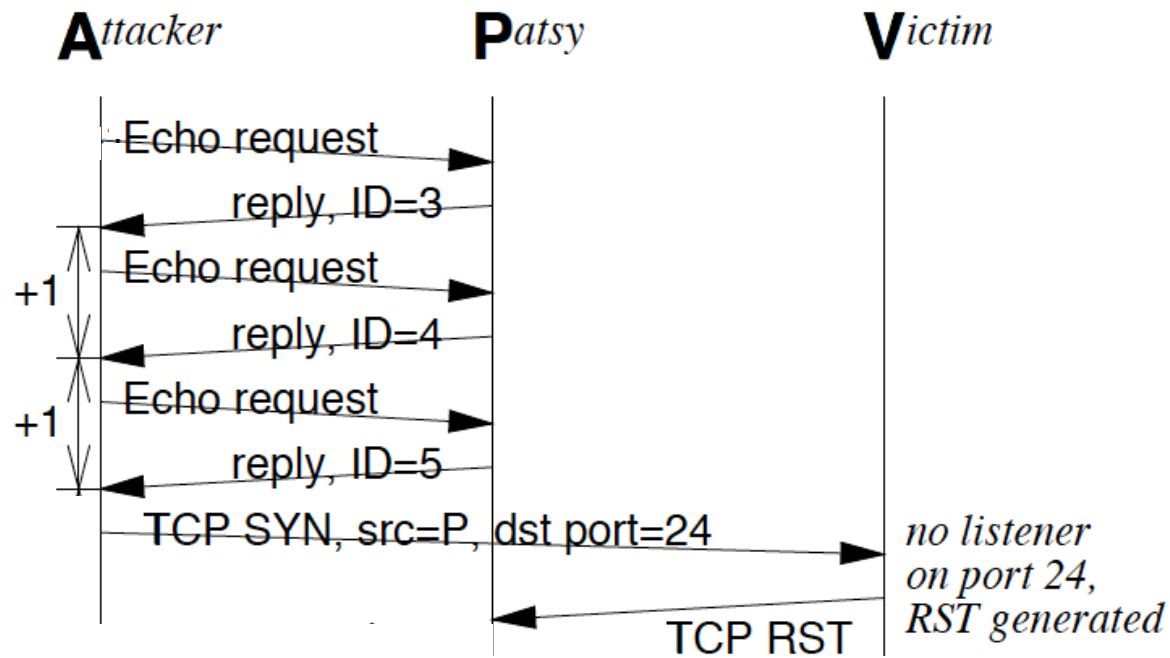 Attacker Patsy Victim
Echo request
reply, ID=3
+1
Echo request
reply, ID=4
+1
Echo request
reply, ID=5
TCP SYN, src=P, dst port=24
no listener
on port 24,
RST generated
TCP RST